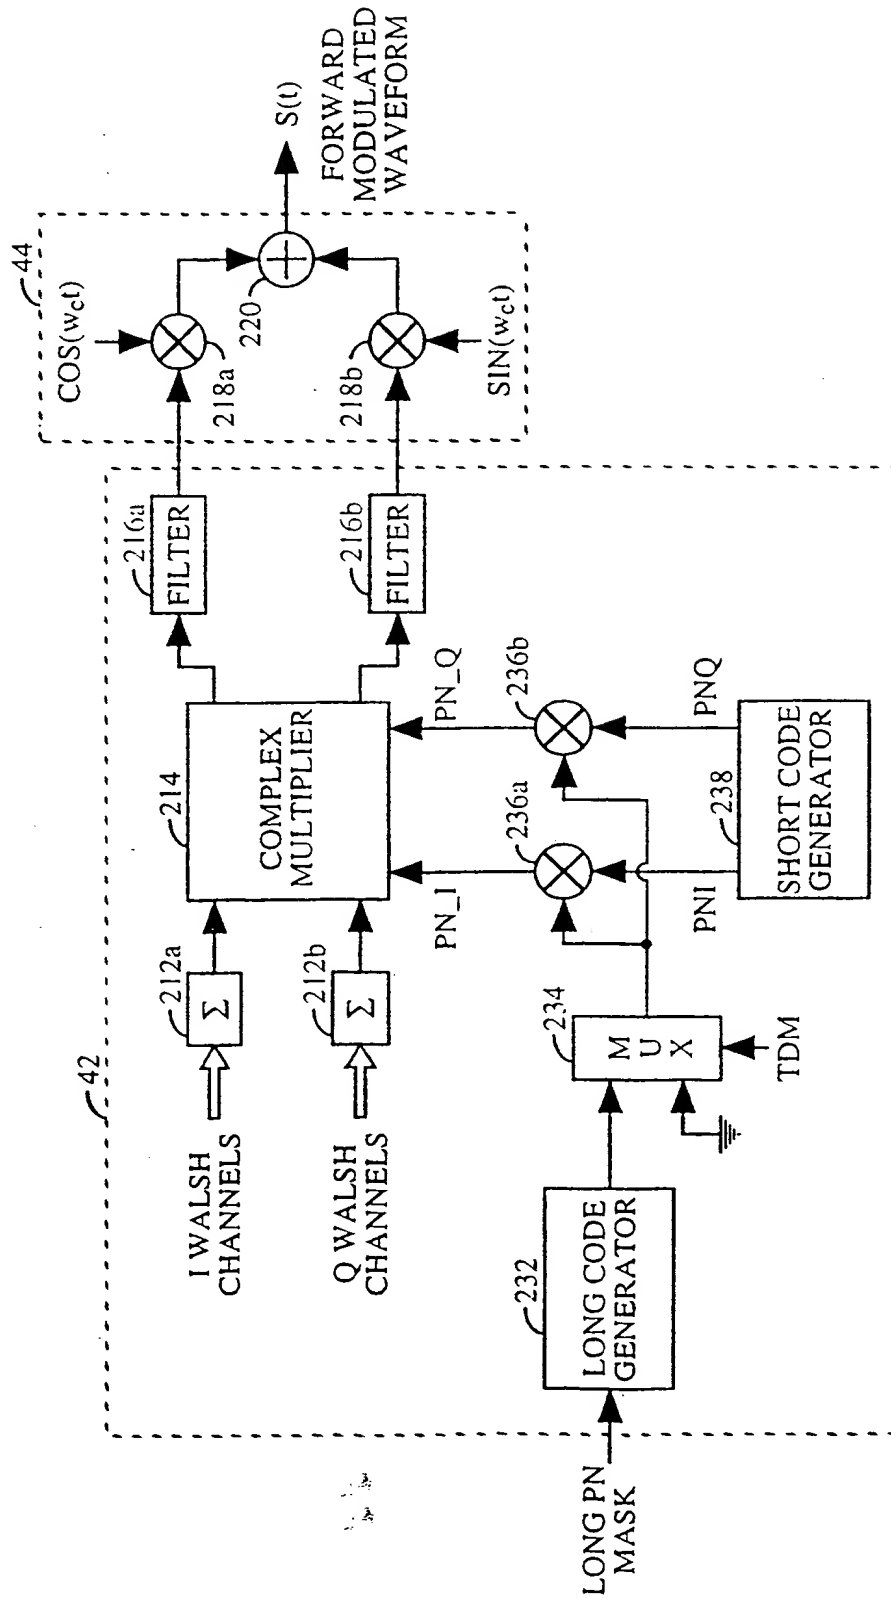 42
44
I WALSH
CHANNELS
212a
Σ
Q WALSH
CHANNELS
212b
Σ
214
COMPLEX
MULTIPLIER
216a
FILTER
216b
FILTER
COS(wct)
218a
218b
SIN(wct)
220
S(t)
FORWARD
MODULATED
WAVEFORM
PN_I
PN_Q
236a
236b
LONG PN
MASK
232
LONG CODE
GENERATOR
234
M
U
X
TDM
PNI
PNQ
238
SHORT CODE
GENERATOR